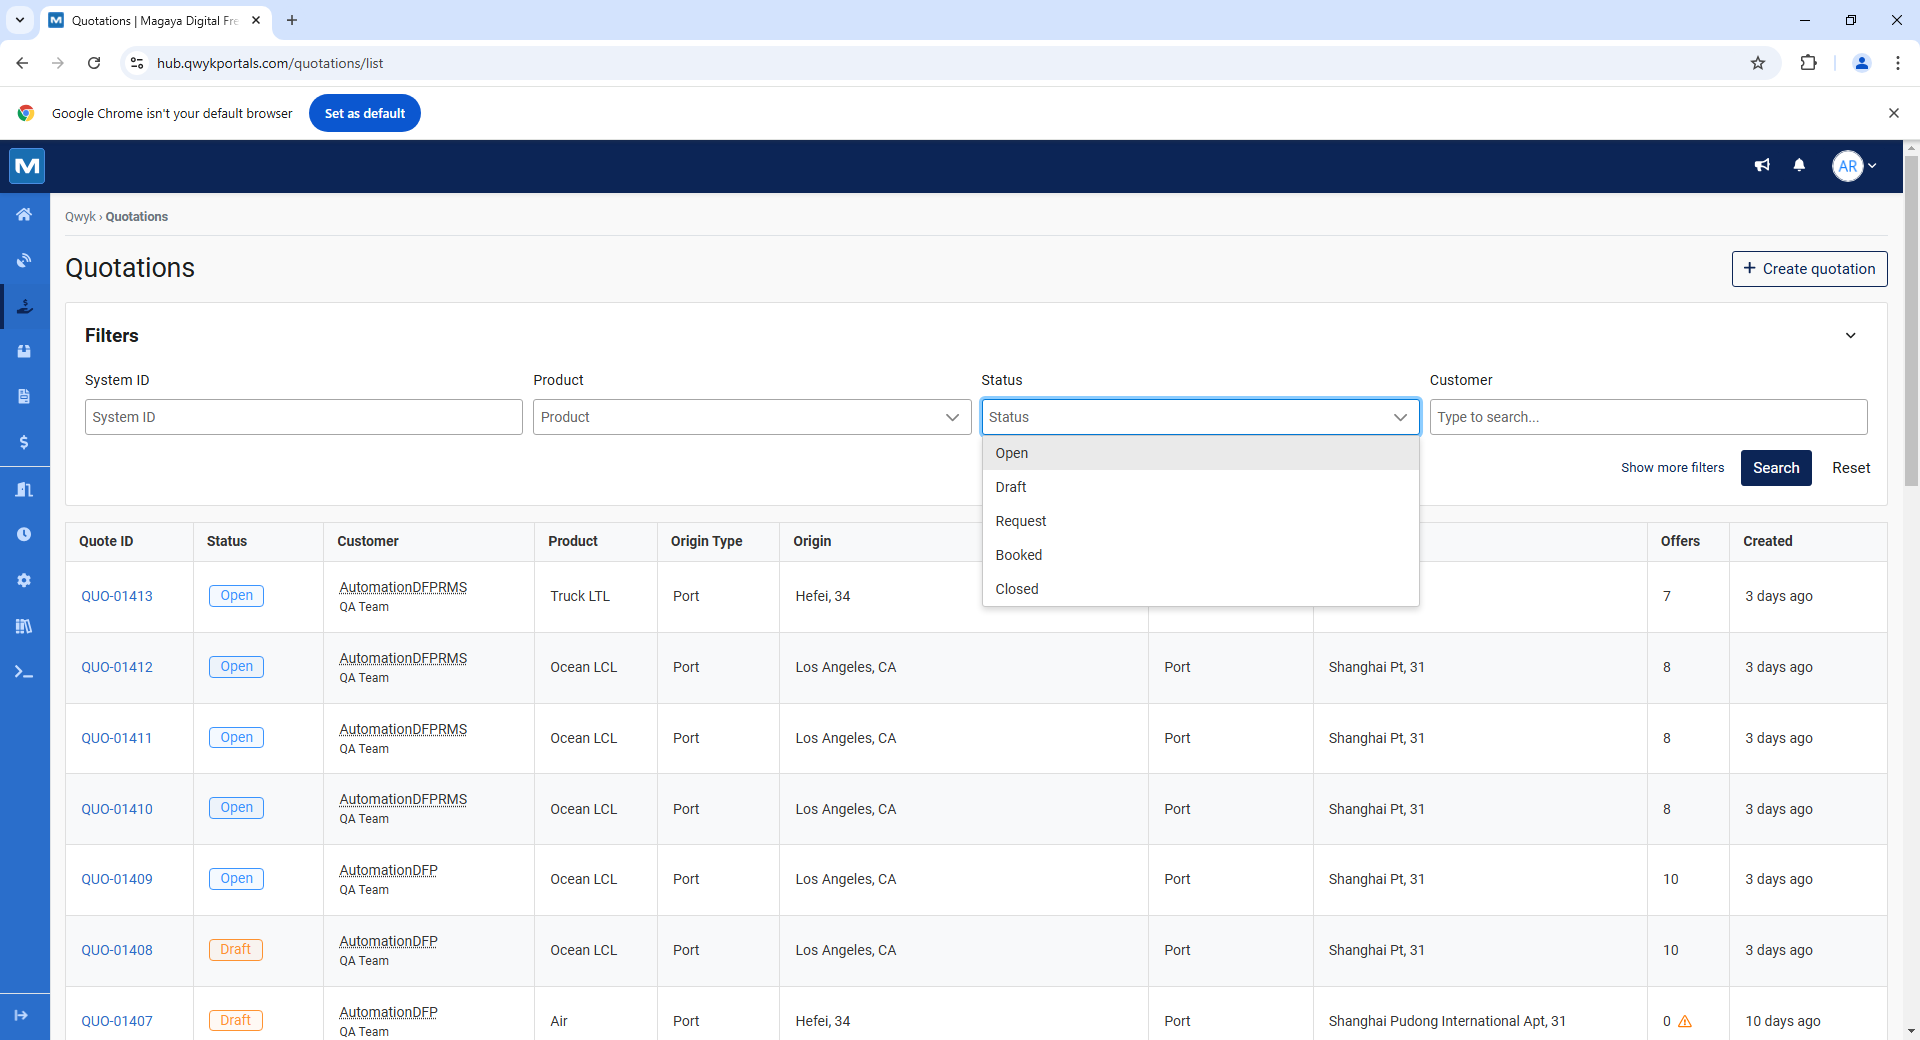 Quotations | Magaya Digital Fre
hub.qwykportals.com/quotations/list
Google Chrome isn't your default browser
Set as default
M
AR
Qwyk › Quotations
Quotations
+ Create quotation
Filters
System ID
Product
Status
Customer
System ID
Product
Status
Type to search...
Open
Draft
Request
Booked
Closed
Show more filters
Search
Reset
Quote ID Status Customer Product Origin Type Origin Offers Created
QUO-01413 Open AutomationDFPRMS Truck LTL Port Hefei, 34 7 3 days ago
QA Team
QUO-01412 Open AutomationDFPRMS Ocean LCL Port Los Angeles, CA Port Shanghai Pt, 31 8 3 days ago
QA Team
QUO-01411 Open AutomationDFPRMS Ocean LCL Port Los Angeles, CA Port Shanghai Pt, 31 8 3 days ago
QA Team
QUO-01410 Open AutomationDFPRMS Ocean LCL Port Los Angeles, CA Port Shanghai Pt, 31 8 3 days ago
QA Team
QUO-01409 Open AutomationDFP Ocean LCL Port Los Angeles, CA Port Shanghai Pt, 31 10 3 days ago
QA Team
QUO-01408 Draft AutomationDFP Ocean LCL Port Los Angeles, CA Port Shanghai Pt, 31 10 3 days ago
QA Team
QUO-01407 Draft AutomationDFP Air Port Hefei, 34 Port Shanghai Pudong International Apt, 31 0 10 days ago
QA Team